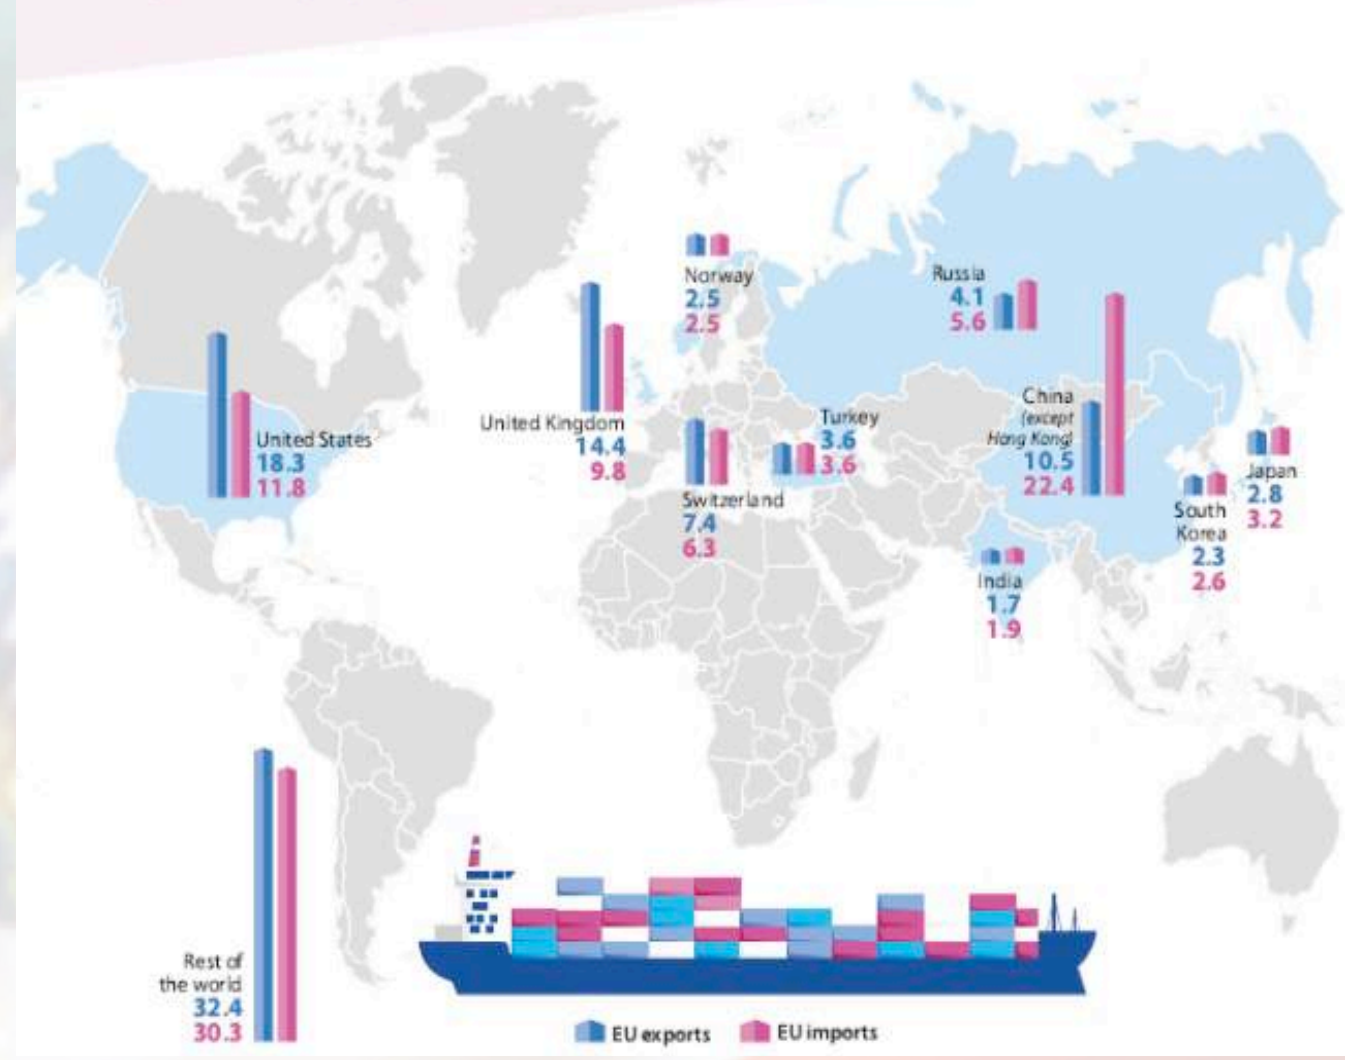 Norway
2.5
2.5
Russia
4.1
5.6
United Kingdom
14.4
9.8
China
(except
Hong Kong)
10.5
22.4
United States
18.3
11.8
Turkey
3.6
3.6
Switzerland
7.4
6.3
Japan
2.8
3.2
South
Korea
2.3
2.6
India
1.7
1.9
Rest of
the world
32.4
30.3
EU exports
EU imports